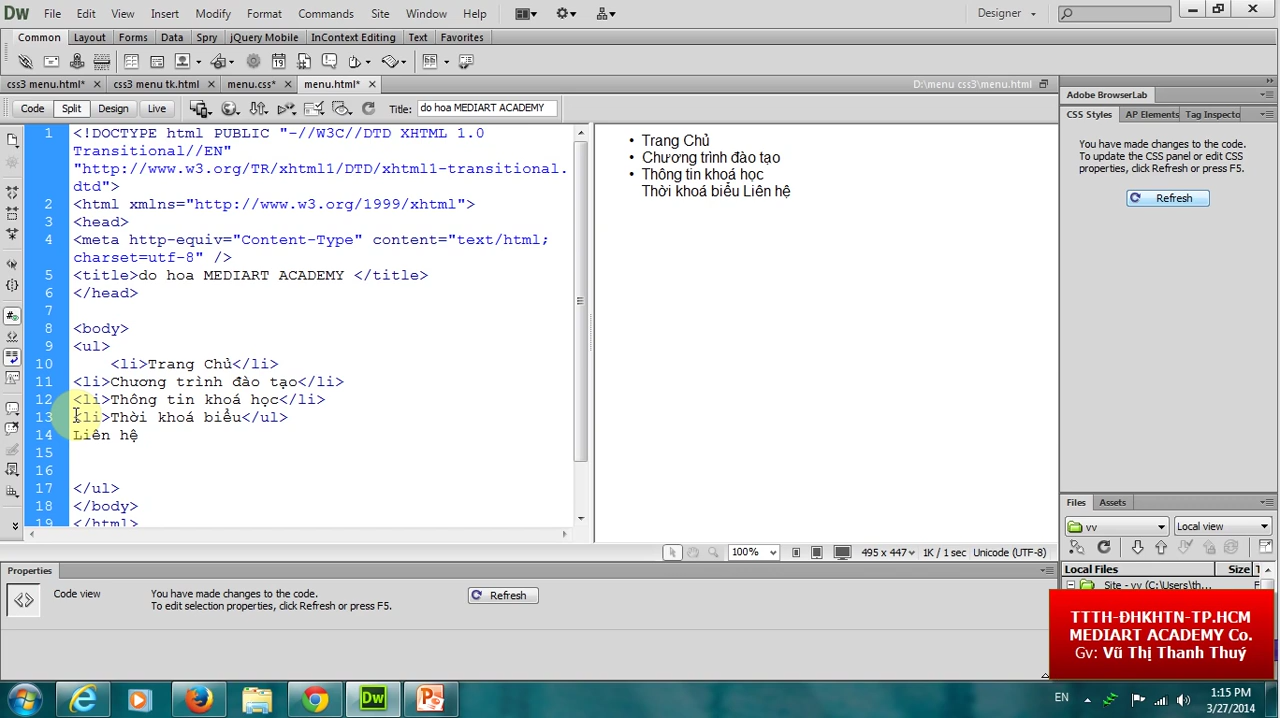 Dw File Edit View Insert Modify Format Commands Site Window Help Designer
Common Layout Forms Data Spry jQuery Mobile InContext Editing Text Favorites
css3 menu.html* css3 menu tk.html menu.css* menu.html* D:\menu css3\menu.html
Code Split Design Live Title: do hoa MEDIART ACADEMY
1 <!DOCTYPE html PUBLIC "-//W3C//DTD XHTML 1.0
Transitional//EN"
"http://www.w3.org/TR/xhtml1/DTD/xhtml1-transitional.
dtd">
2 <html xmlns="http://www.w3.org/1999/xhtml">
3 <head>
4 <meta http-equiv="Content-Type" content="text/html;
charset=utf-8" />
5 <title>do hoa MEDIART ACADEMY </title>
6 </head>
7
8 <body>
9 <ul>
10 <li>Trang Chủ</li>
11 <li>Chương trình đào tạo</li>
12 <li>Thông tin khoá học</li>
13 <li>Thời khoá biểu</ul>
14 Liên hệ
15
16
17 </ul>
18 </body>
19 </html>
• Trang Chủ
• Chương trình đào tạo
• Thông tin khoá học
Thời khoá biểu Liên hệ
Adobe BrowserLab
CSS Styles AP Elements Tag Inspecto
You have made changes to the code.
To update the CSS panel or edit CSS
properties, click Refresh or press F5.
Refresh
Files Assets
vv Local view
Local Files Size
Site - vv (C:\Users\th...
100% 495 x 447 1K / 1 sec Unicode (UTF-8)
Properties
Code view You have made changes to the code.
To edit selection properties, click Refresh or press F5.
Refresh
TTTH-ĐHKHTN-TP.HCM
MEDIART ACADEMY Co.
Gv: Vũ Thị Thanh Thuý
Dw
EN 1:15 PM
3/27/2014